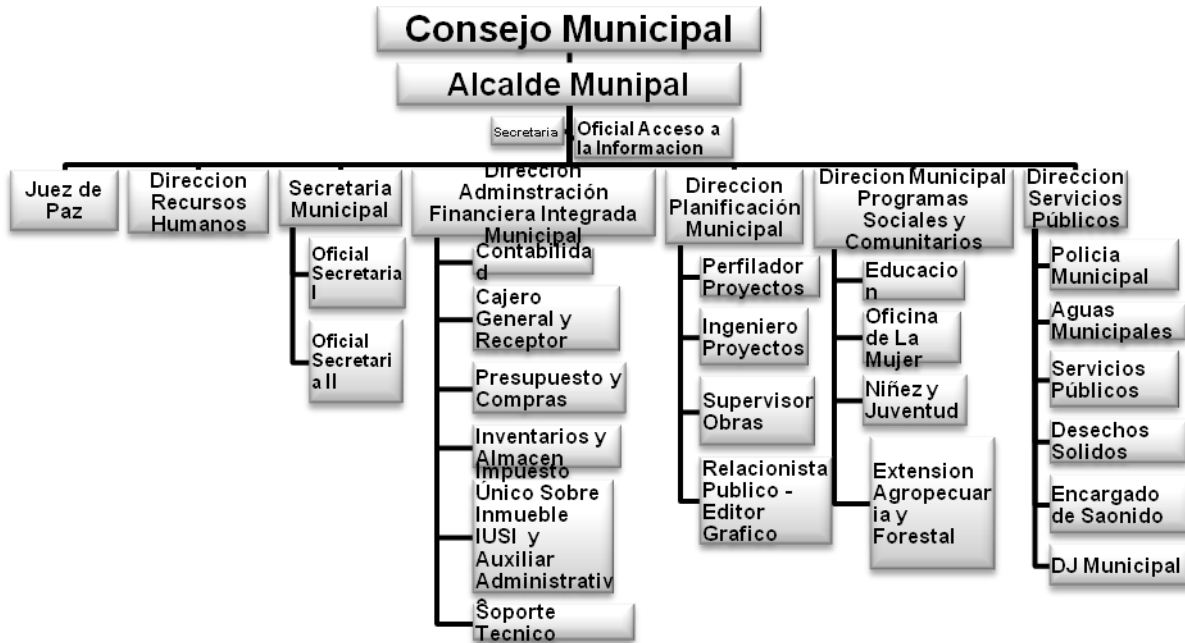 Consejo Municipal
Alcalde Munipal
Secretaria
Oficial Acceso a
la Informacion
Juez de
Paz
Direccion
Recursos
Humanos
Secretaria
Municipal
Oficial
Secretaria
I
Oficial
Secretari
a II
Direccion
Adminstración
Financiera Integrada
Municipal
Contabilida
d
Cajero
General y
Receptor
Presupuesto y
Compras
Inventarios y
Almacen
Impuesto
Único Sobre
Inmueble
IUSI y
Auxiliar
Administrativ
o
Soporte
Tecnico
Direccion
Planificación
Municipal
Perfilador
Proyectos
Ingeniero
Proyectos
Supervisor
Obras
Relacionista
Publico -
Editor
Grafico
Direcion Municipal
Programas
Sociales y
Comunitarios
Educacio
n
Oficina
de La
Mujer
Niñez y
Juventud
Extension
Agropecuar
ia y
Forestal
Direccion
Servicios
Públicos
Policia
Municipal
Aguas
Municipales
Servicios
Públicos
Desechos
Solidos
Encargado
de Saonido
DJ Municipal